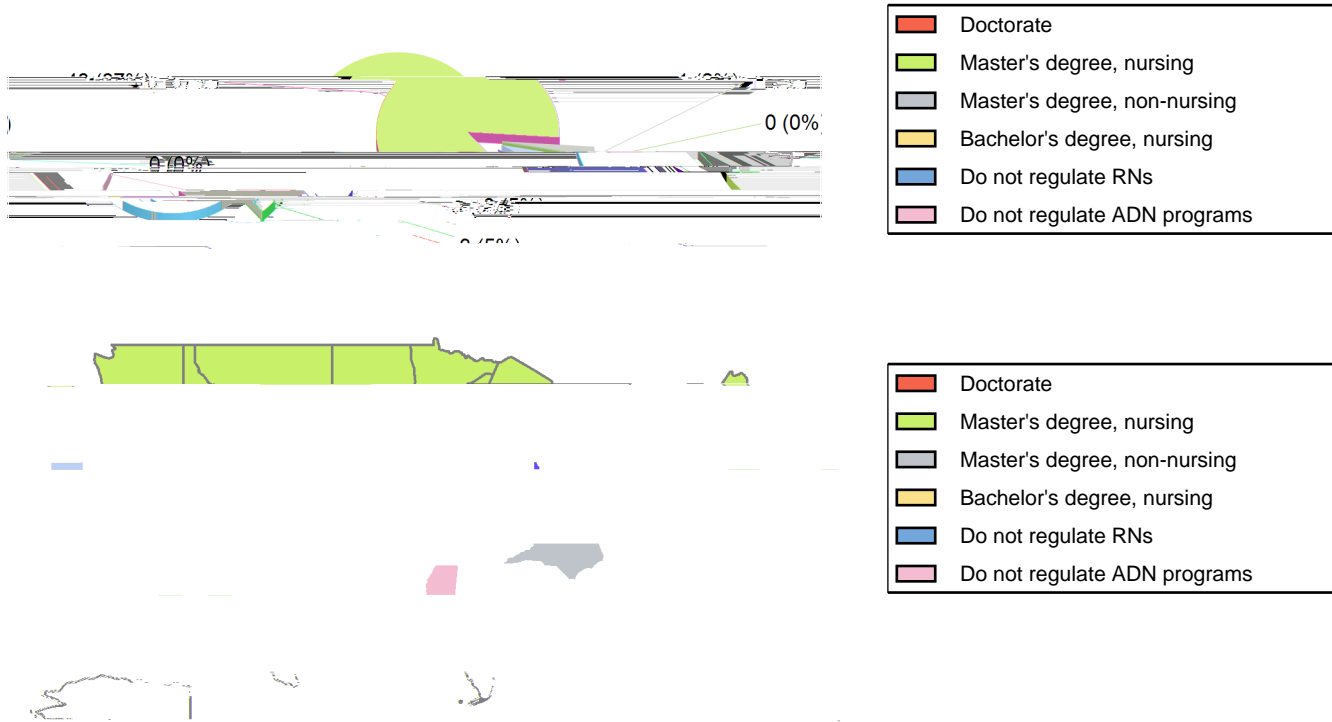 Doctorate
Master's degree, nursing
Master's degree, non-nursing
0 (0%
Bachelor's degree, nursing
Do not regulate RNs
Do not regulate ADN programs
Doctorate
Master's degree, nursing
Master's degree, non-nursing
Bachelor's degree, nursing
Do not regulate RNs
Do not regulate ADN programs